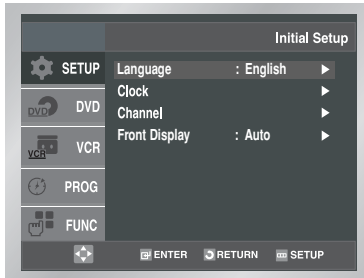 Initial Setup
SETUP
DVD DVD
VCR VCR
PROG
FUNC
Language : English
Clock
Channel
Front Display : Auto
ENTER RETURN SETUP